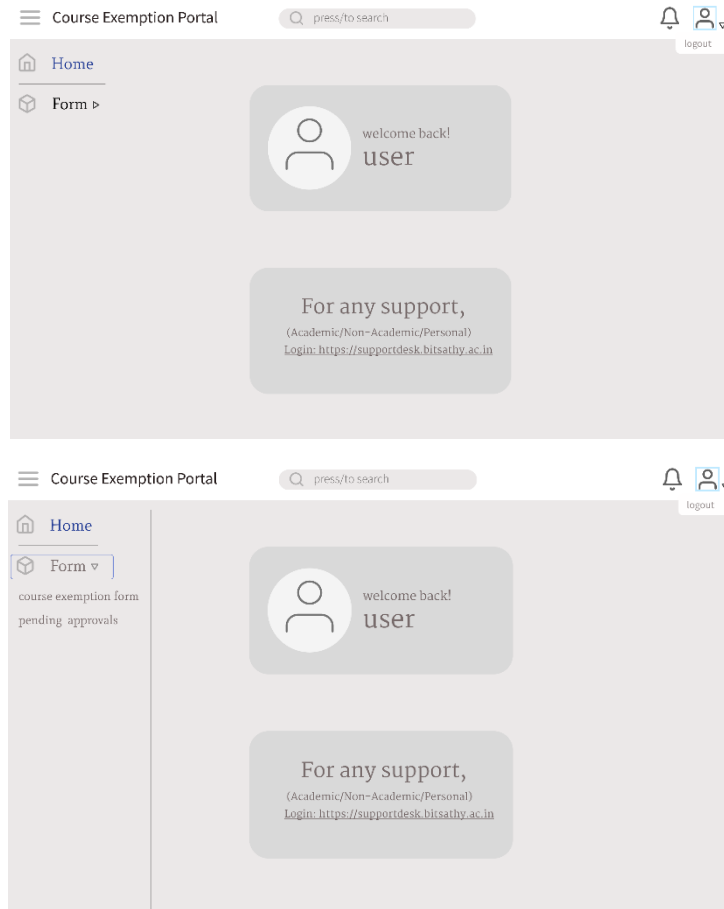 Course Exemption Portal
press/to search
logout
Home
Form
welcome back!
user
For any support,
(Academic/Non-Academic/Personal)
Login: https://supportdesk.bitsathy.ac.in
Course Exemption Portal
press/to search
logout
Home
Form
course exemption form
pending approvals
welcome back!
user
For any support,
(Academic/Non-Academic/Personal)
Login: https://supportdesk.bitsathy.ac.in